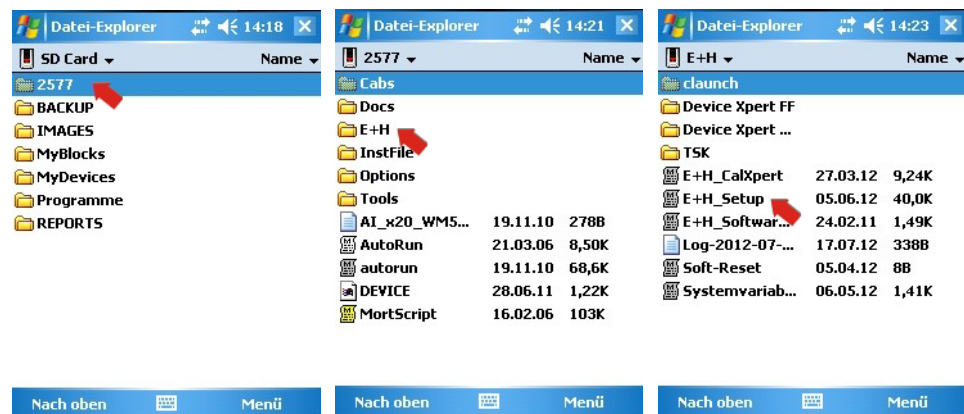 Datei-Explorer 14:18
SD Card Name
2577
BACKUP
IMAGES
MyBlocks
MyDevices
Programme
REPORTS
Nach oben Menü
Datei-Explorer 14:21
2577 Name
Cabs
Docs
E+H
InstFile
Options
Tools
AI_x20_WM5... 19.11.10 278B
AutoRun 21.03.06 8,50K
autorun 19.11.10 68,6K
DEVICE 28.06.11 1,22K
MortScript 16.02.06 103K
Nach oben Menü
Datei-Explorer 14:23
E+H Name
claunch
Device Xpert FF
Device Xpert ...
TSK
E+H_CalXpert 27.03.12 9,24K
E+H_Setup 05.06.12 40,0K
E+H_Softwar... 24.02.11 1,49K
Log-2012-07-... 17.07.12 338B
Soft-Reset 05.04.12 8B
Systemvariab... 06.05.12 1,41K
Nach oben Menü